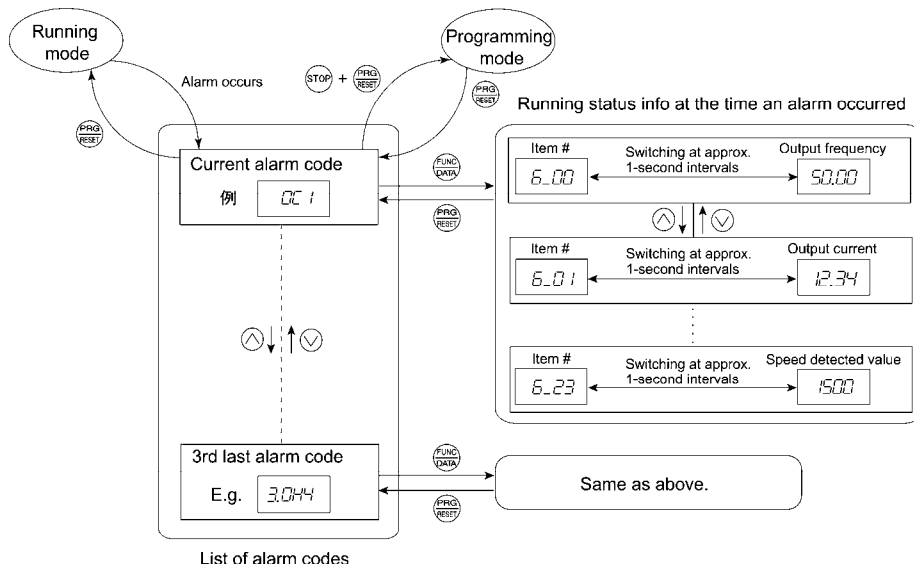 Running
mode
Programming
mode
Alarm occurs
STOP + PRG
RESET
PRG
RESET
PRG
RESET
Running status info at the time an alarm occurred
Current alarm code
例 OC1
FUNC
DATA
PRG
RESET
Item #
Switching at approx.
1-second intervals
Output frequency
6_00
50.00
Item #
Switching at approx.
1-second intervals
Output current
6_01
12.34
Item #
Switching at approx.
1-second intervals
Speed detected value
6_23
1500
3rd last alarm code
E.g. 3.0H4
FUNC
DATA
PRG
RESET
Same as above.
List of alarm codes